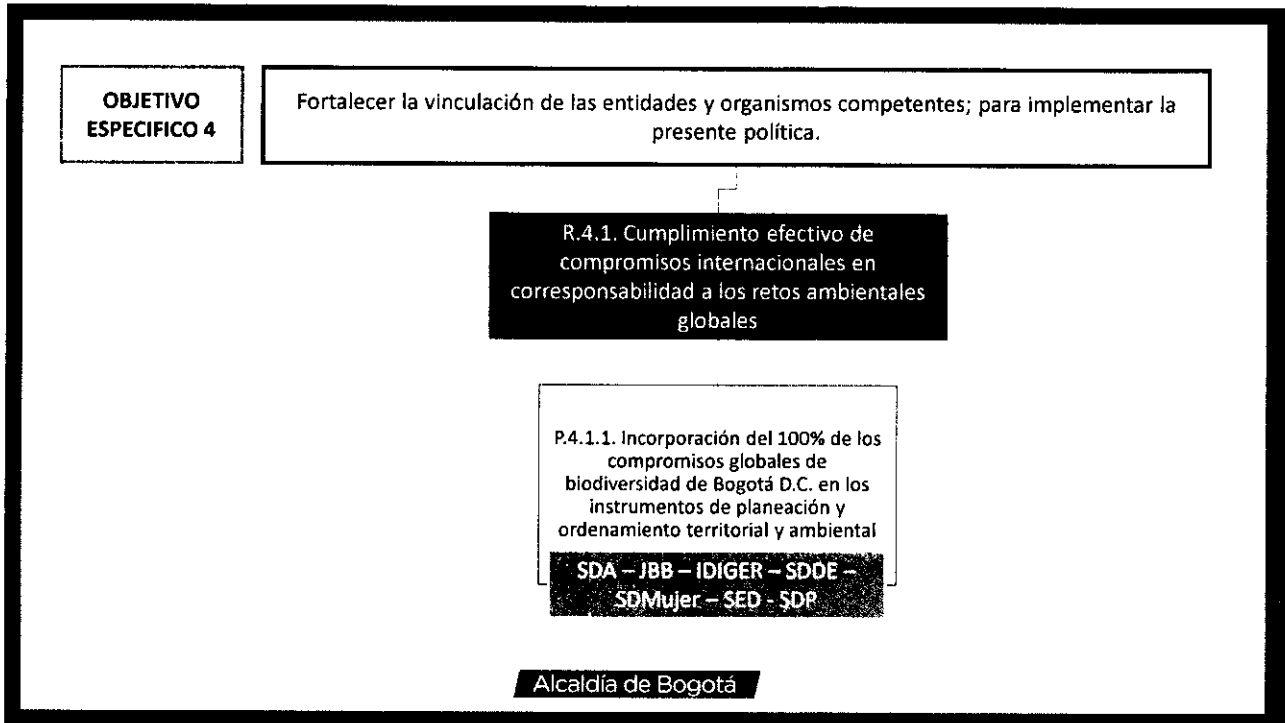 OBJETIVO
ESPECIFICO 4
Fortalecer la vinculación de las entidades y organismos competentes; para implementar la
presente política.
R.4.1. Cumplimiento efectivo de
compromisos internacionales en
corresponsabilidad a los retos ambientales
globales
P.4.1.1. Incorporación del 100% de los
compromisos globales de
biodiversidad de Bogotá D.C. en los
instrumentos de planeación y
ordenamiento territorial y ambiental
SDA – JBB – IDIGER – SDDE –
SDMujer – SED - SDP
Alcaldía de Bogotá